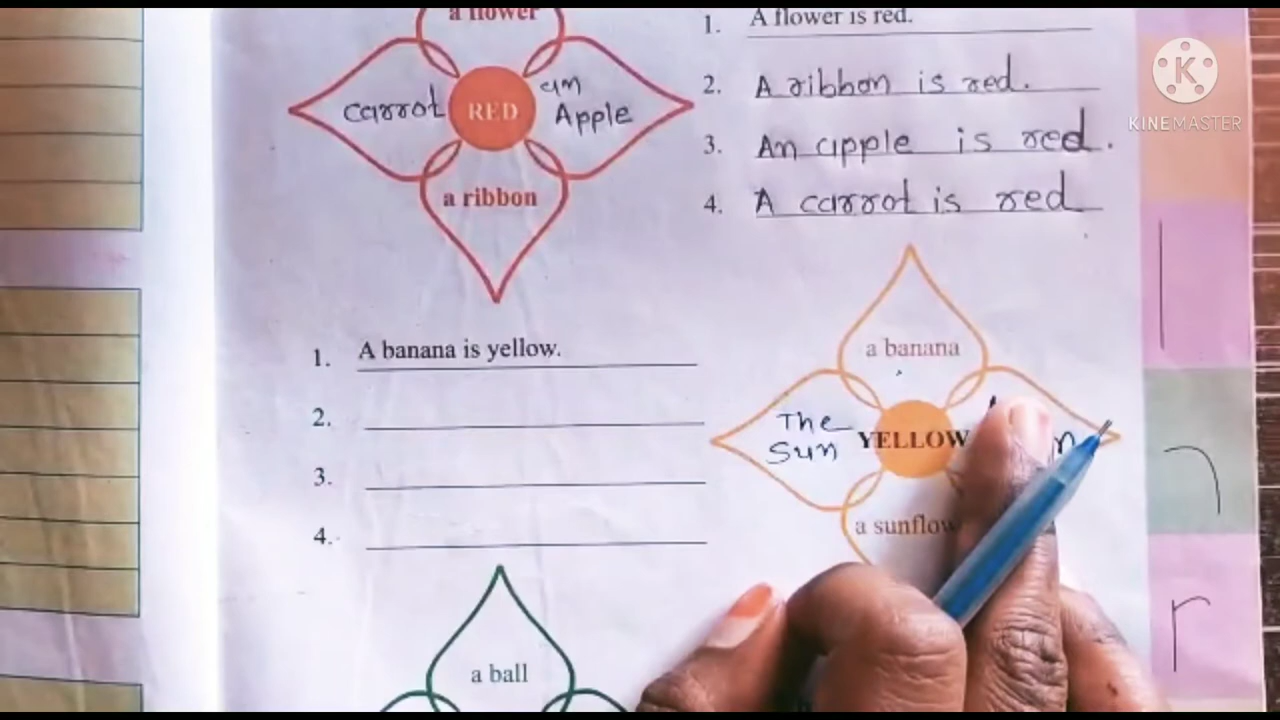 a flower
carrot
RED
an
Apple
a ribbon
1. A flower is red.
2. A ribbon is red.
3. An apple is red.
4. A carrot is red
KINEMASTER
1. A banana is yellow.
2.
3.
4.
a banana
The
Sun
YELLOW
a sunflow
a ball